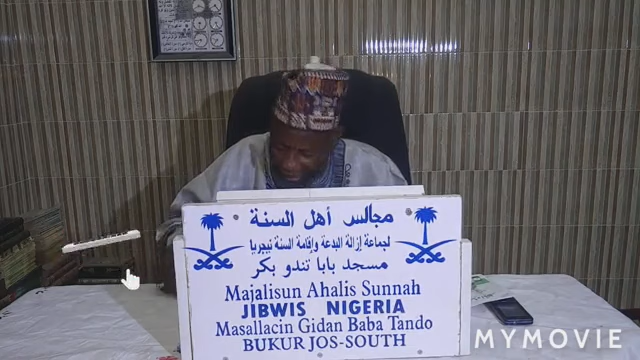 مجالس أهل السنة
لجماعة إزالة البدعة وإقامة السنة نيجريا
مسجد بابا تندو بكر
Majalisun Ahalis Sunnah
JIBWIS NIGERIA
Masallacin Gidan Baba Tando
BUKUR JOS-SOUTH
MYMOVIE